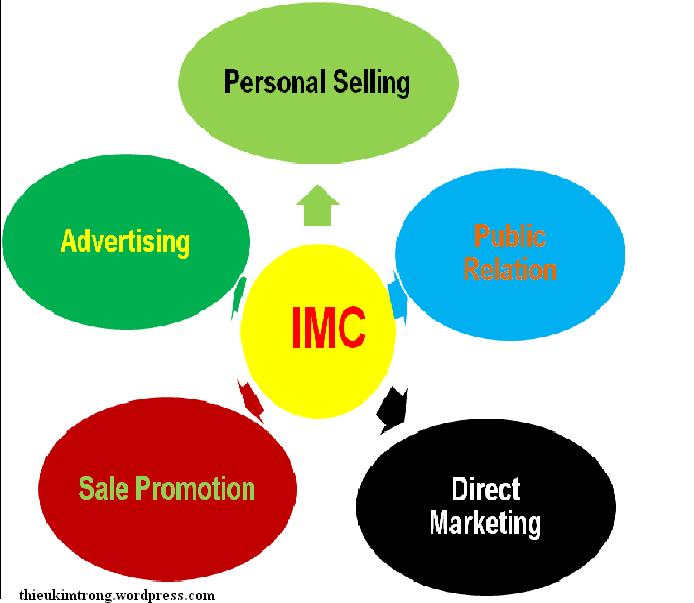 Personal Selling
Advertising
Public
Relation
IMC
Sale Promotion
Direct
Marketing
thieukimtrong.wordpress.com